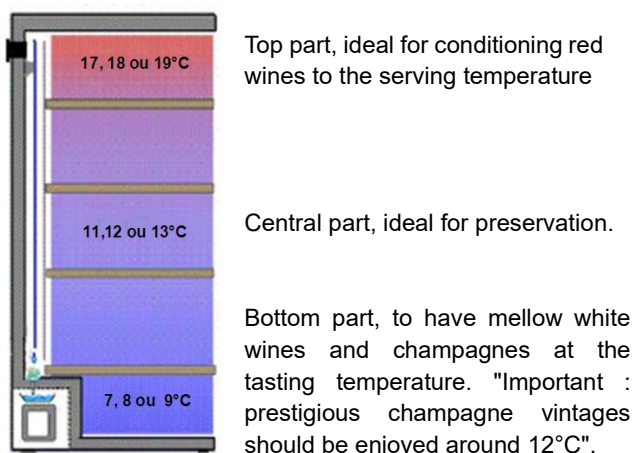 17, 18 ou 19°C
Top part, ideal for conditioning red
wines to the serving temperature
11,12 ou 13°C
Central part, ideal for preservation.
Bottom part, to have mellow white
wines and champagnes at the
tasting temperature. "Important :
prestigious champagne vintages
should be enjoyed around 12°C".
7, 8 ou 9°C